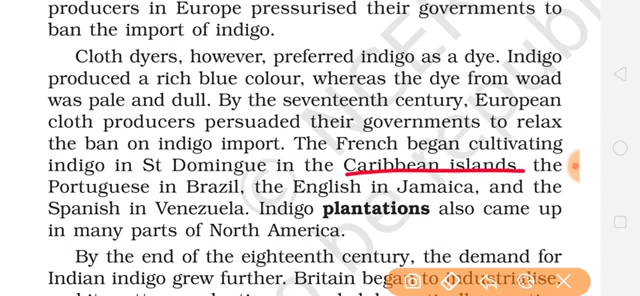 producers in Europe pressurised their governments to
ban the import of indigo.
Cloth dyers, however, preferred indigo as a dye. Indigo
produced a rich blue colour, whereas the dye from woad
was pale and dull. By the seventeenth century, European
cloth producers persuaded their governments to relax
the ban on indigo import. The French began cultivating
indigo in St Domingue in the Caribbean islands, the
Portuguese in Brazil, the English in Jamaica, and the
Spanish in Venezuela. Indigo plantations also came up
in many parts of North America.
By the end of the eighteenth century, the demand for
Indian indigo grew further. Britain began to industrialise,